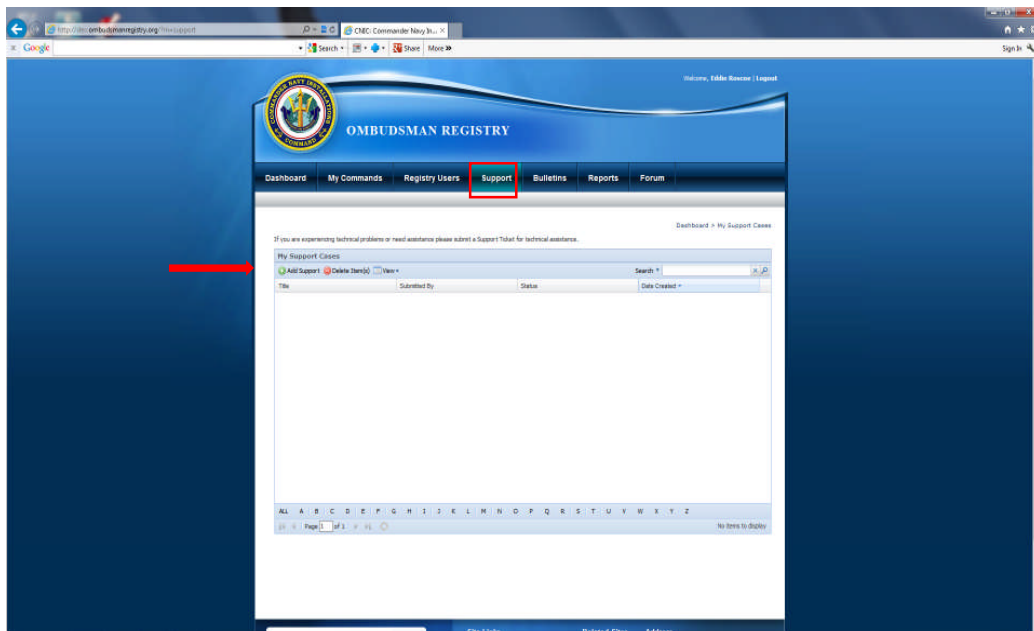 CNIC: Commander Navy In... ×
Google
Search
Share
More »
Sign In
Welcome, Eddie Roscoe | Logout
COMMANDER NAVY INSTALLATIONS COMMAND
OMBUDSMAN REGISTRY
Dashboard My Commands Registry Users Support Bulletins Reports Forum
Dashboard > My Support Cases
If you are experiencing technical problems or need assistance please submit a Support Ticket for technical assistance.
My Support Cases
Add Support Delete Item(s) View Search
Title Submitted By Status Date Created
ALL A B C D E F G H I J K L M N O P Q R S T U V W X Y Z
Page 1 of 1
No items to display